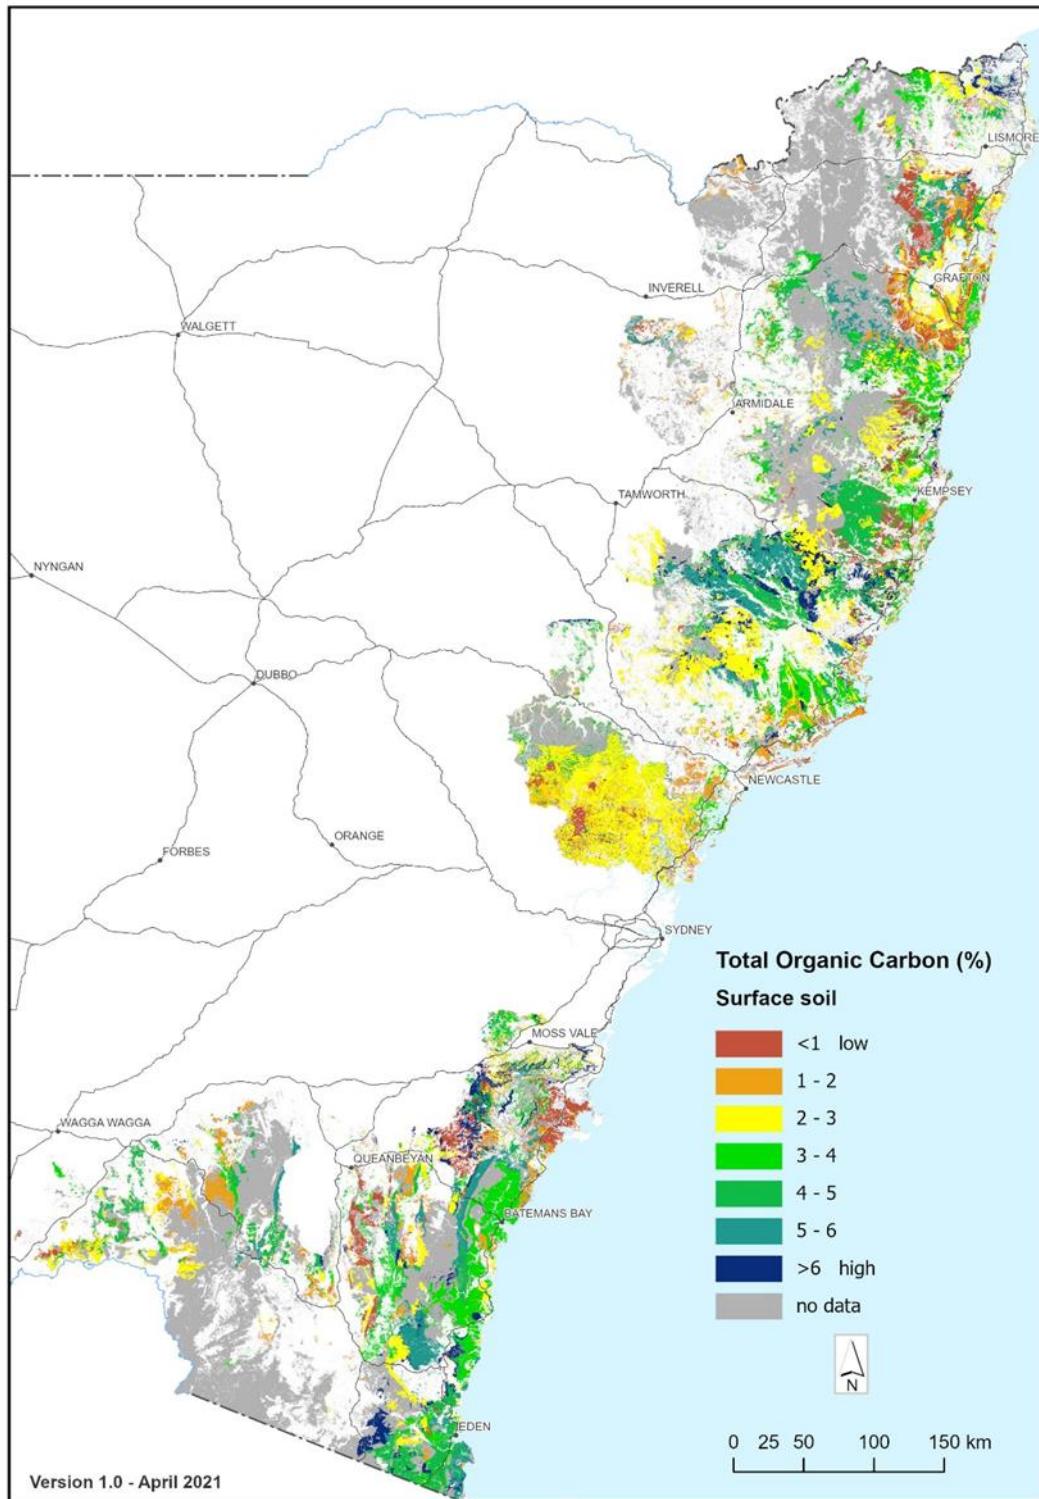 LISMORE
GRAFTON
INVERELL
WALGETT
ARMIDALE
KEMPSEY
TAMWORTH
NYNGAN
DUBBO
NEWCASTLE
ORANGE
FORBES
SYDNEY
Total Organic Carbon (%)
Surface soil
<1 low
1 - 2
2 - 3
3 - 4
4 - 5
5 - 6
>6 high
no data
N
0 25 50 100 150 km
MOSS VALE
WAGGA WAGGA
QUEANBEYAN
BATEMANS BAY
EDEN
Version 1.0 - April 2021